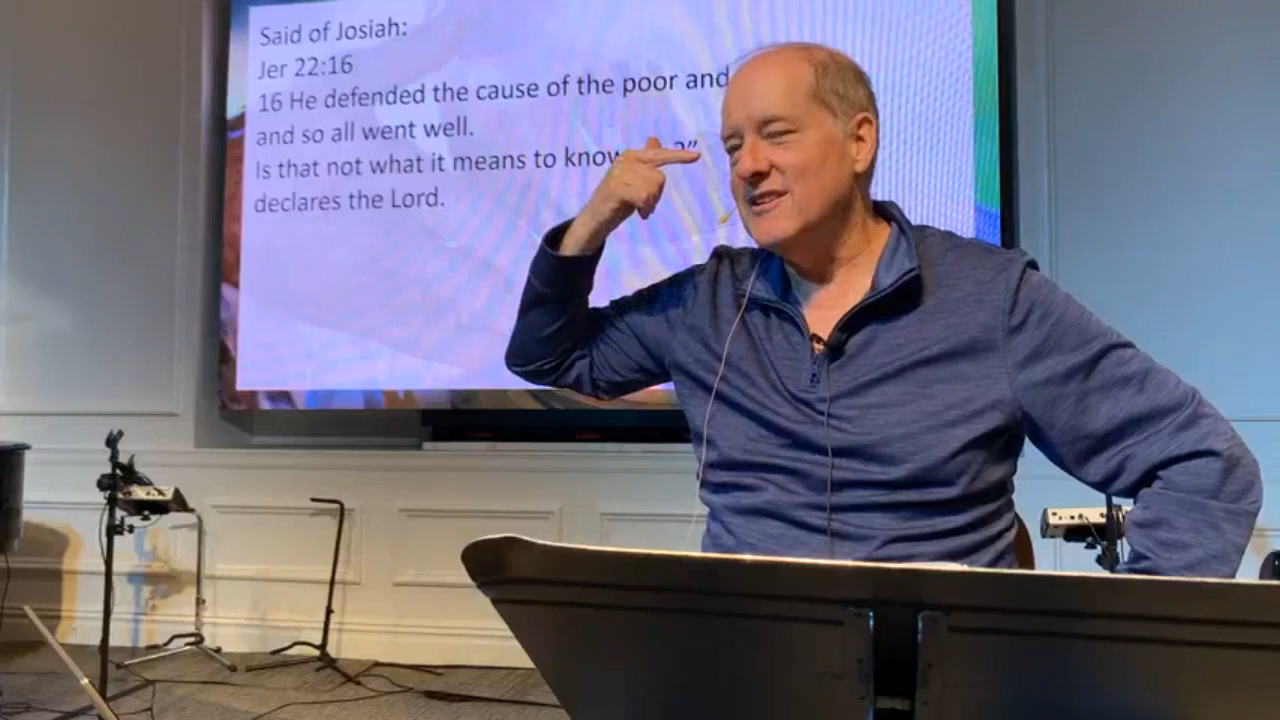 Said of Josiah:
Jer 22:16
16 He defended the cause of the poor and
and so all went well.
Is that not what it means to know ?”
declares the Lord.